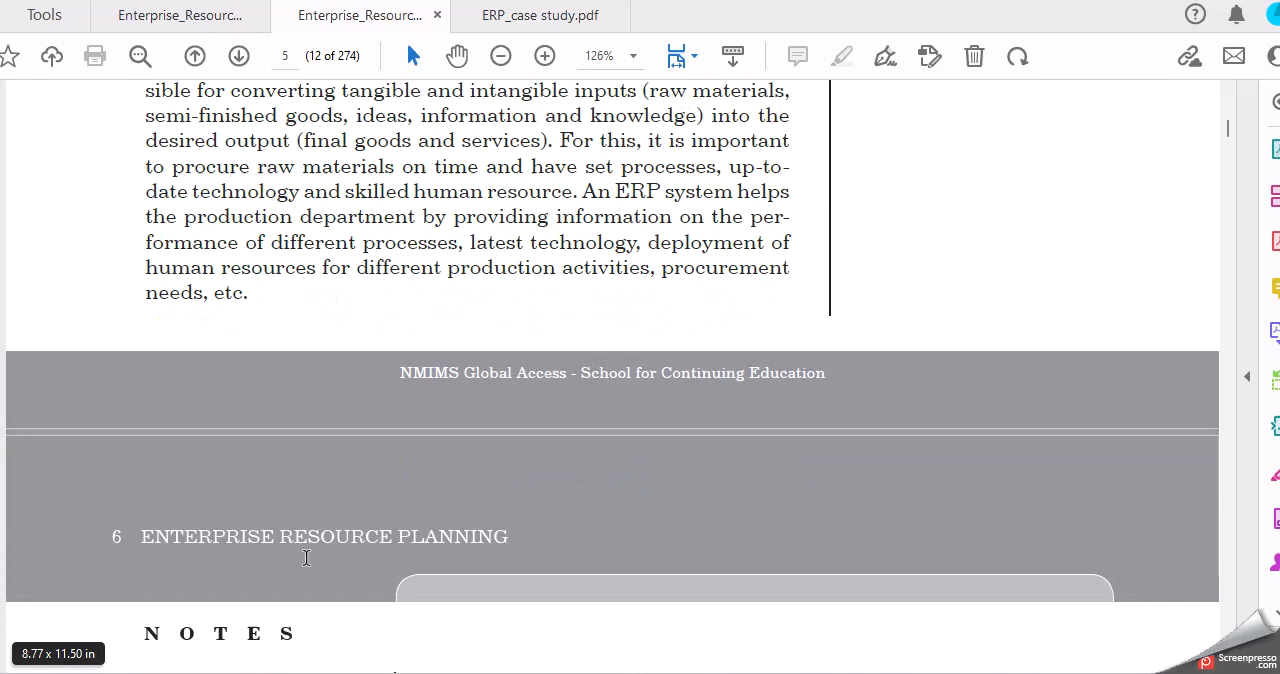 Tools
Enterprise_Resourc...
Enterprise_Resourc... ×
ERP_case study.pdf
5 (12 of 274)
126%
sible for converting tangible and intangible inputs (raw materials,
semi-finished goods, ideas, information and knowledge) into the
desired output (final goods and services). For this, it is important
to procure raw materials on time and have set processes, up-to-
date technology and skilled human resource. An ERP system helps
the production department by providing information on the per-
formance of different processes, latest technology, deployment of
human resources for different production activities, procurement
needs, etc.
NMIMS Global Access - School for Continuing Education
6 ENTERPRISE RESOURCE PLANNING
N O T E S
8.77 x 11.50 in
Screenpresso
.com